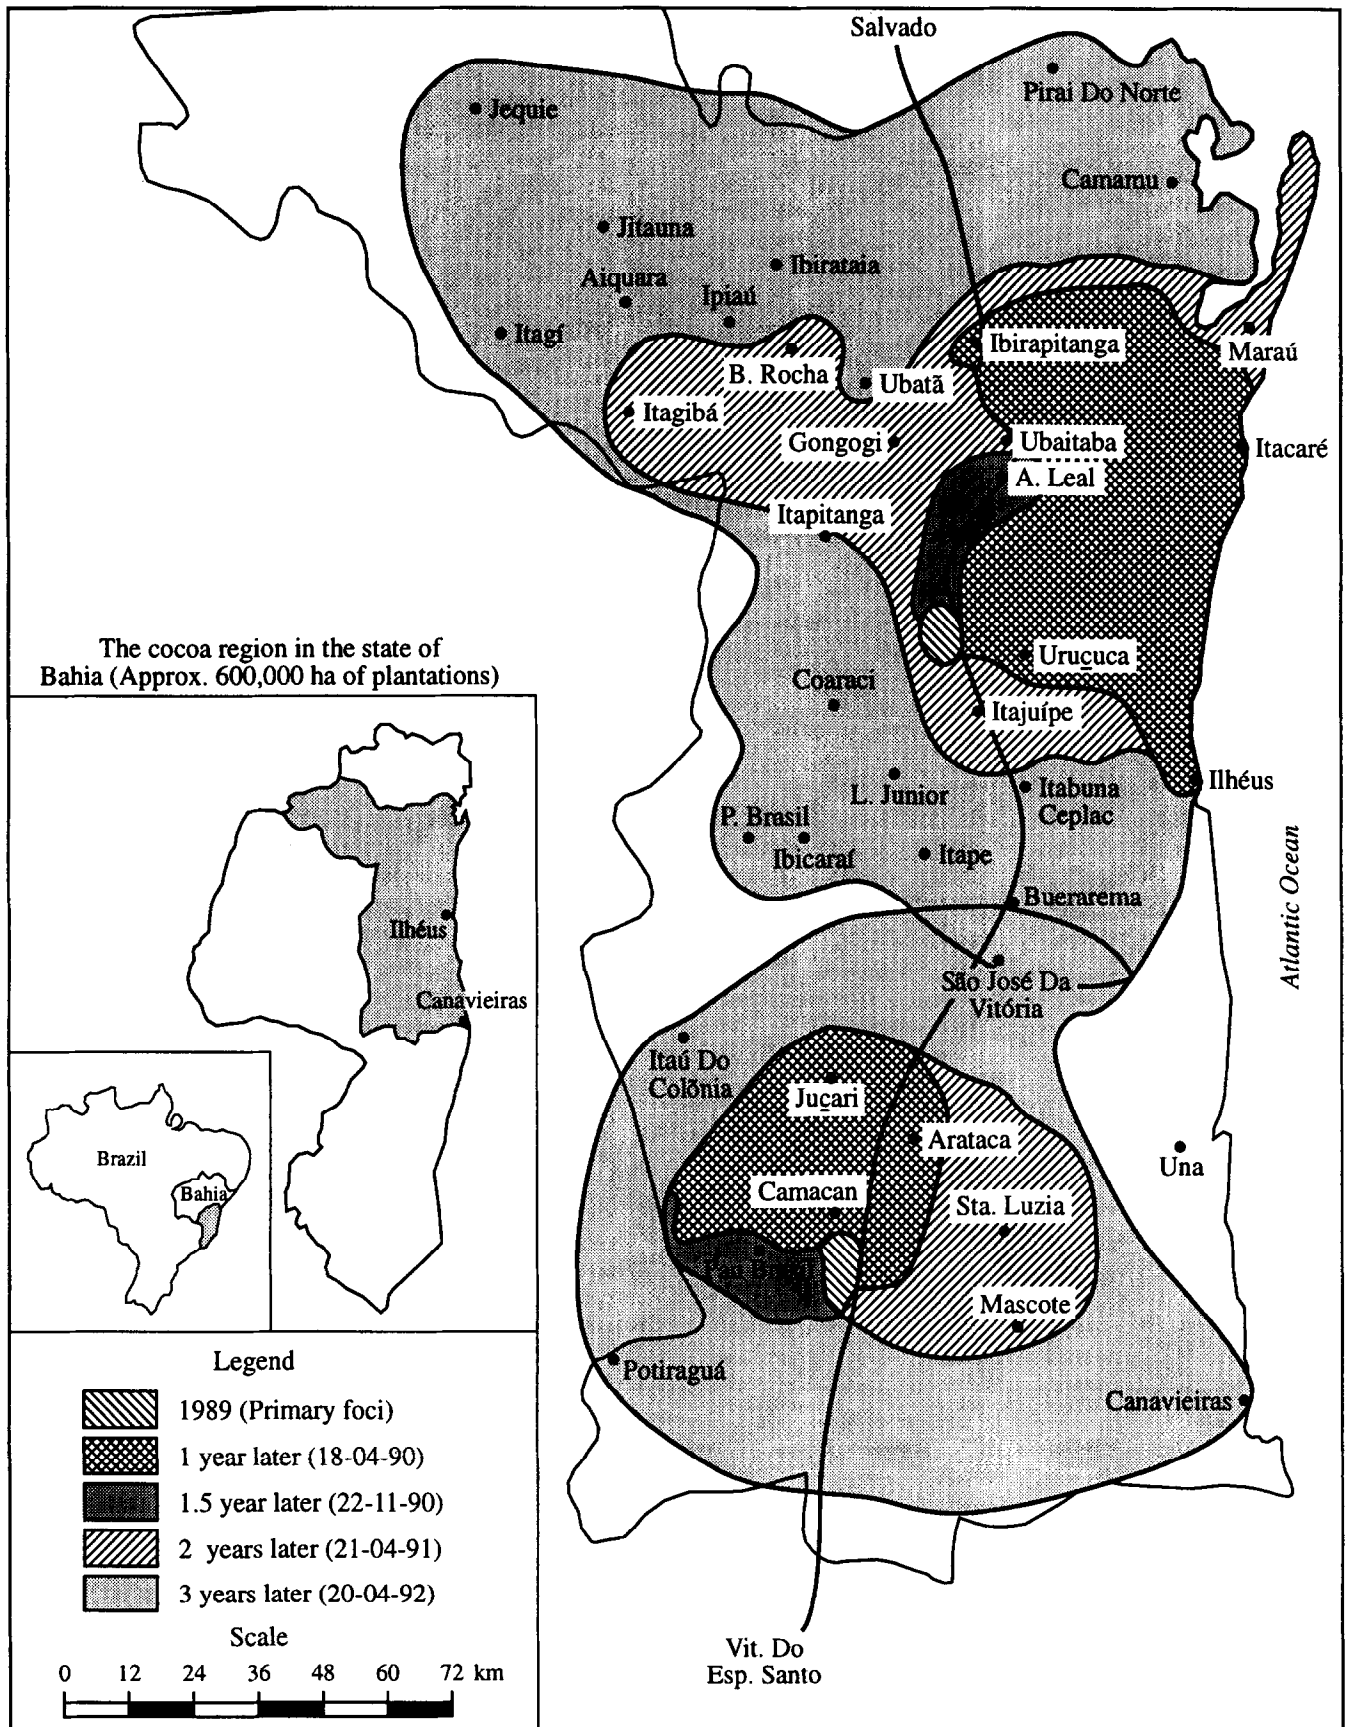 Salvado
Pirai Do Norte
Jequie
Camamu
Jitauna
Ibirataia
Aiquara
Ipiaú
Itagí
Ibirapitanga
Maraú
B. Rocha
Ubatã
Itagibá
Gongogi
Ubaitaba
Itacaré
A. Leal
Itapitanga
The cocoa region in the state of
Bahia (Approx. 600,000 ha of plantations)
Uruçuca
Coaraci
Itajuípe
L. Junior
Itabuna
Ceplac
Ilhéus
P. Brasil
Ibicaraí
Itape
Buerarema
Atlantic Ocean
São José Da
Vitória
Ilhéus
Canavieiras
Itaú Do
Colõnia
Juçari
Arataca
Una
Camacan
Sta. Luzia
Pau Brasil
Mascote
Brazil
Bahia
Potiraguá
Canavieiras
Legend
1989 (Primary foci)
1 year later (18-04-90)
1.5 year later (22-11-90)
2 years later (21-04-91)
3 years later (20-04-92)
Scale
0 12 24 36 48 60 72 km
Vit. Do
Esp. Santo